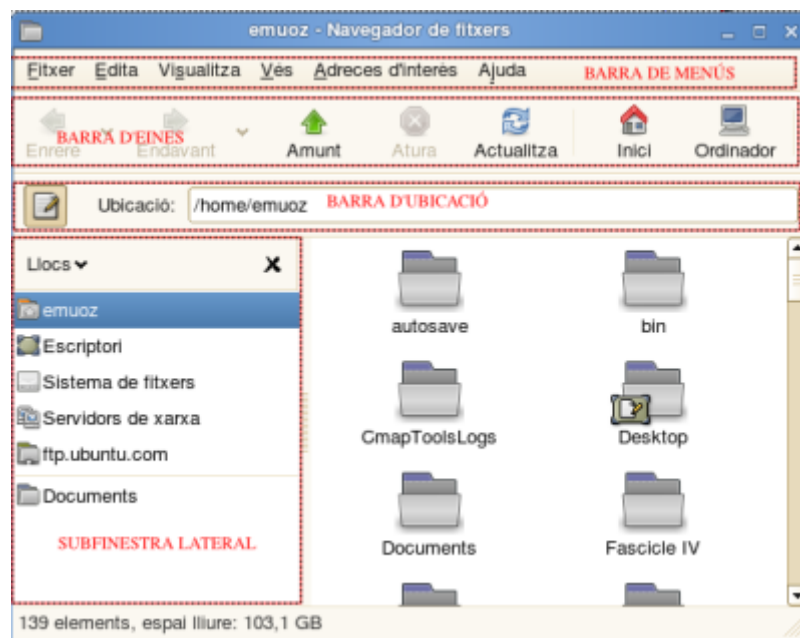 emuoz - Navegador de fitxers
Fitxer Edita Visualitza Vés Adreces d'interès Ajuda BARRA DE MENÚS
BARRA D'EINES
Enrere Endavant Amunt Atura Actualitza Inici Ordinador
Ubicació: /home/emuoz BARRA D'UBICACIÓ
Llocs
emuoz
Escriptori
Sistema de fitxers
Servidors de xarxa
ftp.ubuntu.com
Documents
SUBFINESTRA LATERAL
autosave bin
CmapToolsLogs Desktop
Documents Fascicle IV
139 elements, espai lliure: 103,1 GB